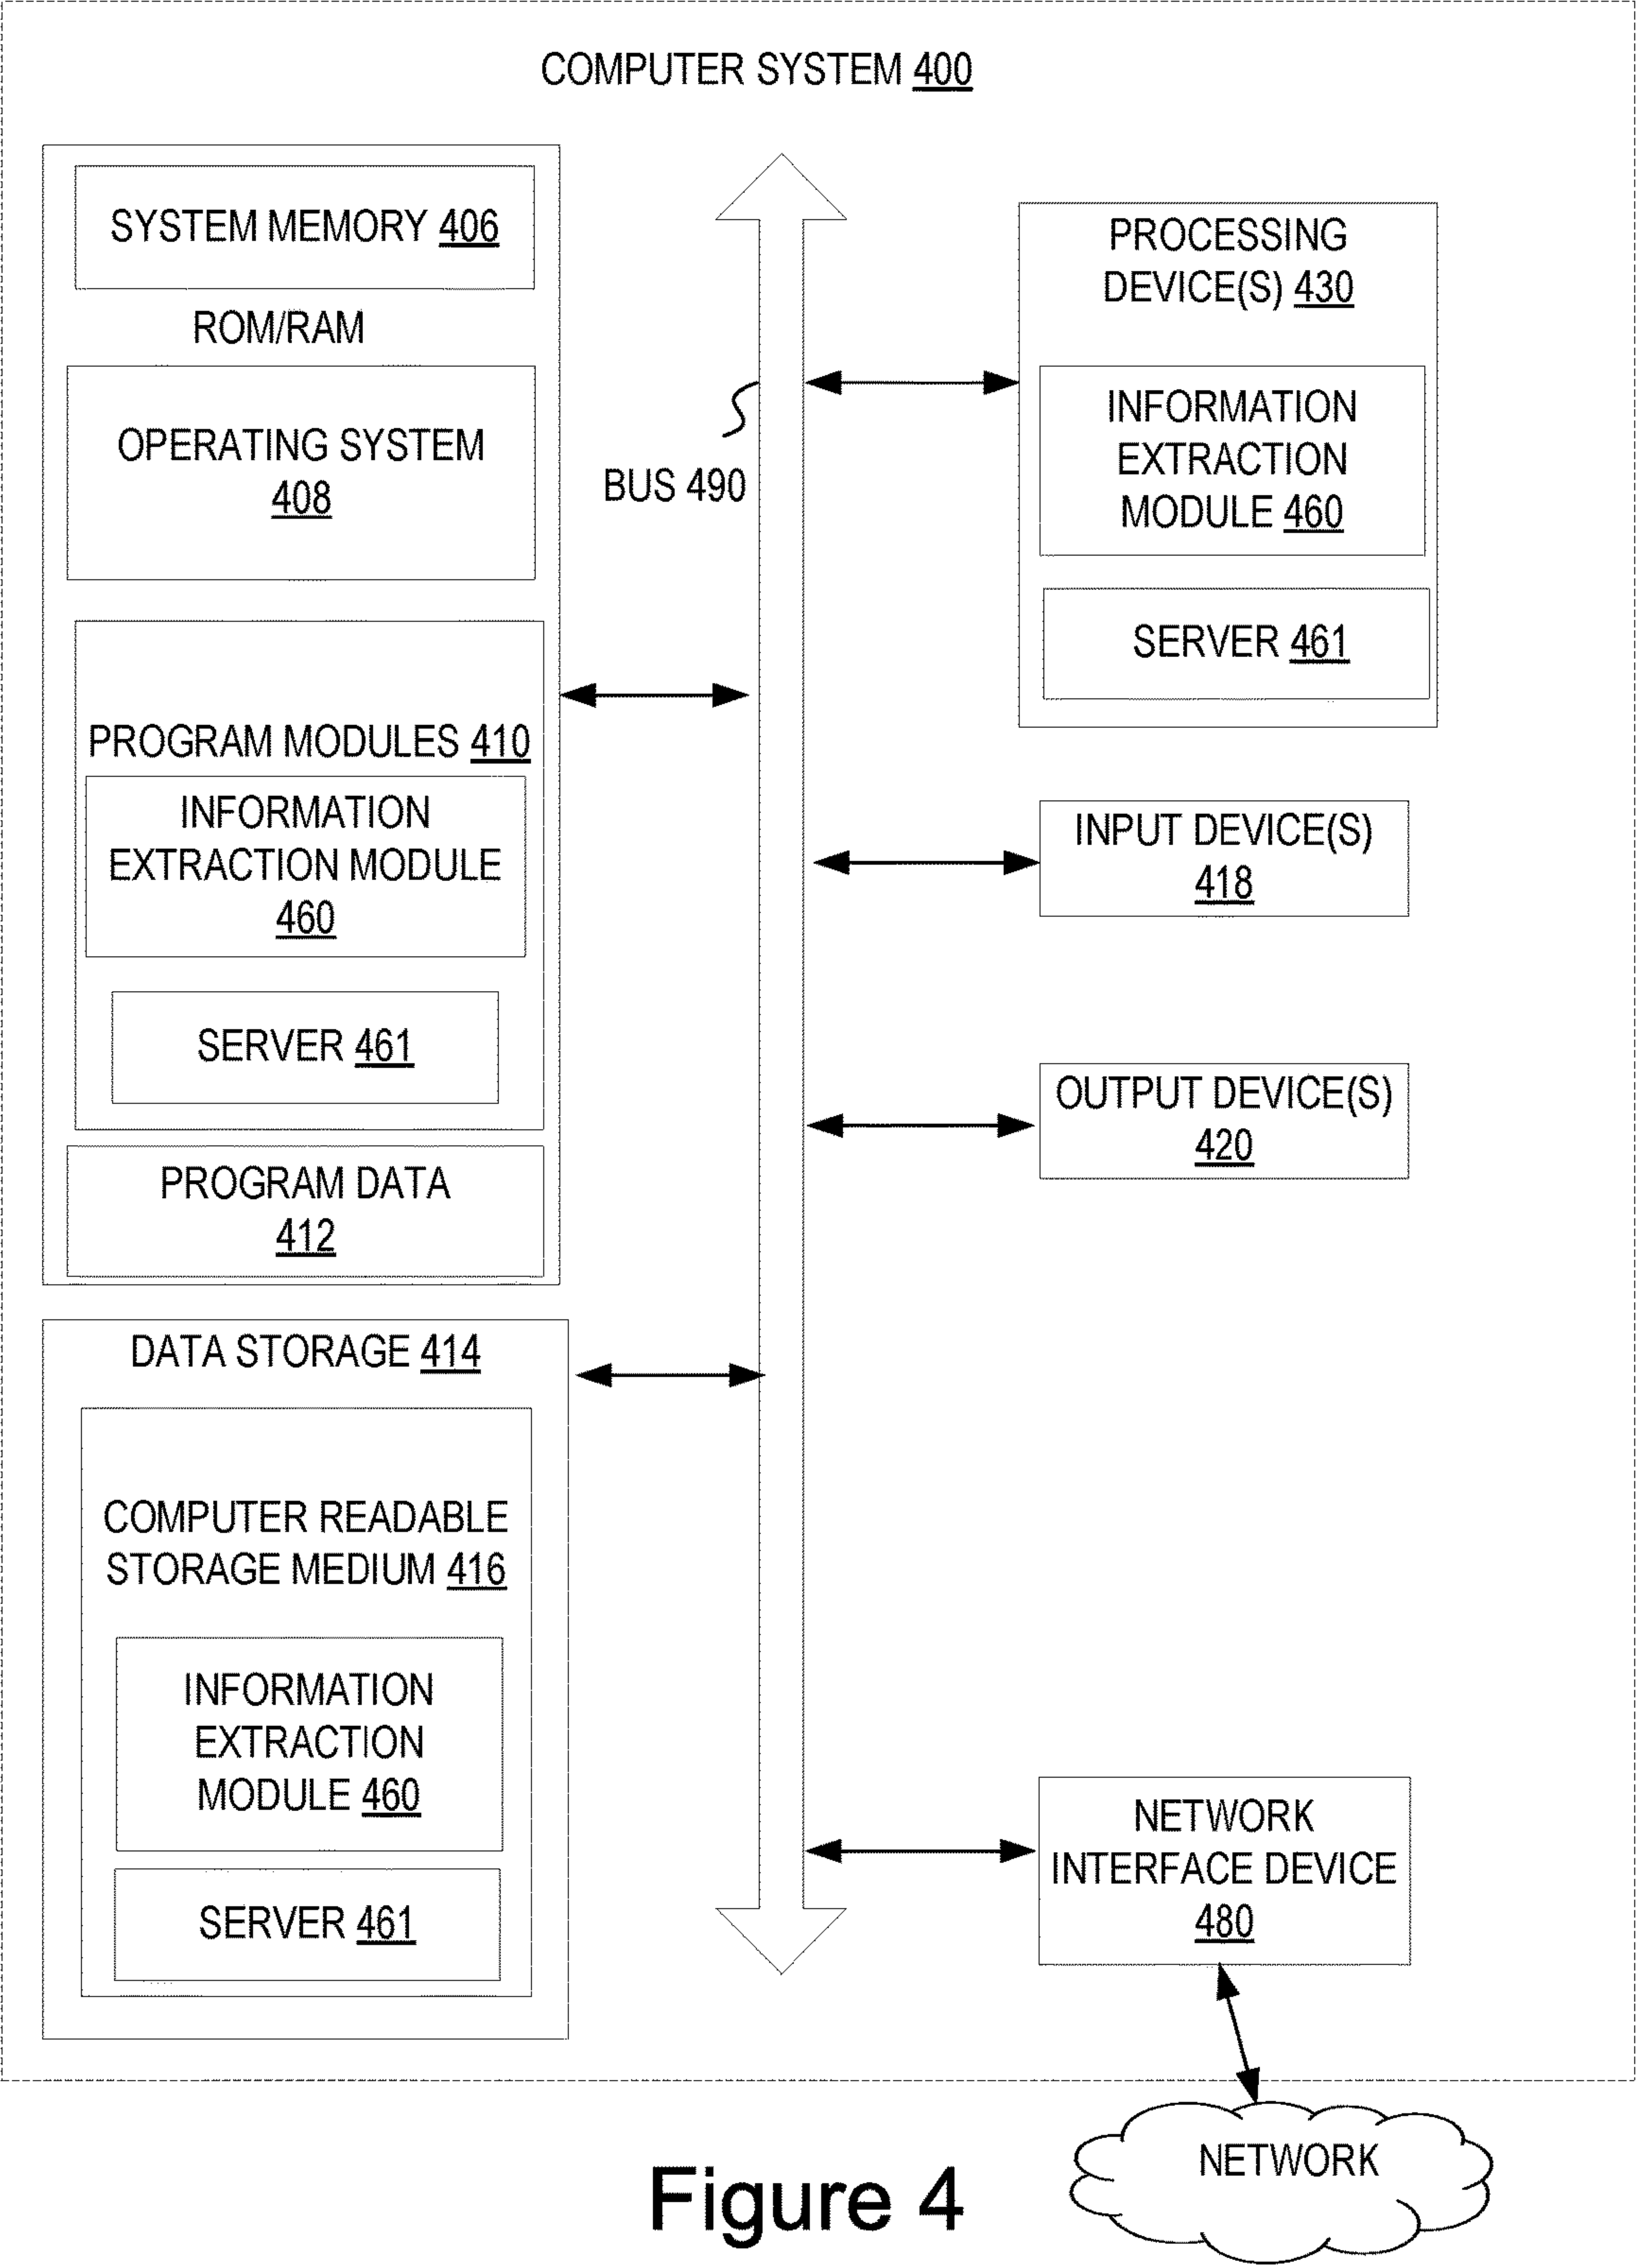 COMPUTER SYSTEM 400
SYSTEM MEMORY 406
ROM/RAM
OPERATING SYSTEM
408
PROGRAM MODULES 410
INFORMATION
EXTRACTION MODULE
460
SERVER 461
PROGRAM DATA
412
DATA STORAGE 414
COMPUTER READABLE
STORAGE MEDIUM 416
INFORMATION
EXTRACTION
MODULE 460
SERVER 461
BUS 490
PROCESSING
DEVICE(S) 430
INFORMATION
EXTRACTION
MODULE 460
SERVER 461
INPUT DEVICE(S)
418
OUTPUT DEVICE(S)
420
NETWORK
INTERFACE DEVICE
480
NETWORK
Figure 4